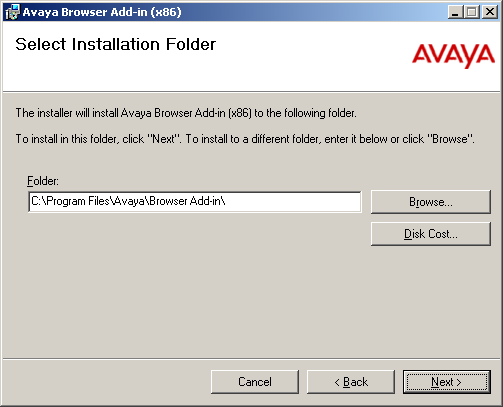 Avaya Browser Add-in (x86)
Select Installation Folder
AVAYA
The installer will install Avaya Browser Add-in (x86) to the following folder.
To install in this folder, click "Next". To install to a different folder, enter it below or click "Browse".
Folder:
C:\Program Files\Avaya\Browser Add-in\
Browse...
Disk Cost...
Cancel
< Back
Next >